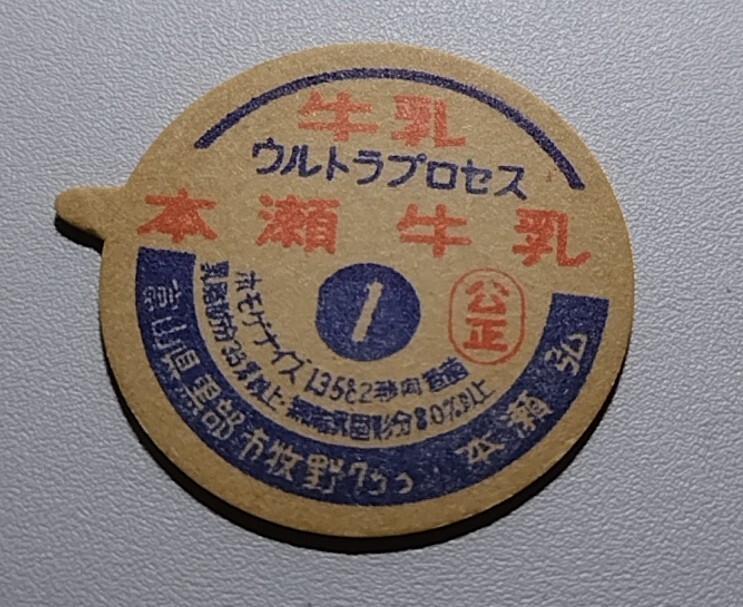 牛乳
ウルトラプロセス
本瀬牛乳
1
公正
ホモゲナイズ 135℃2秒間殺菌
乳脂肪分3.3%以上・無脂乳固形分8.0%以上
富山県黒部市牧野755 本瀬 弘